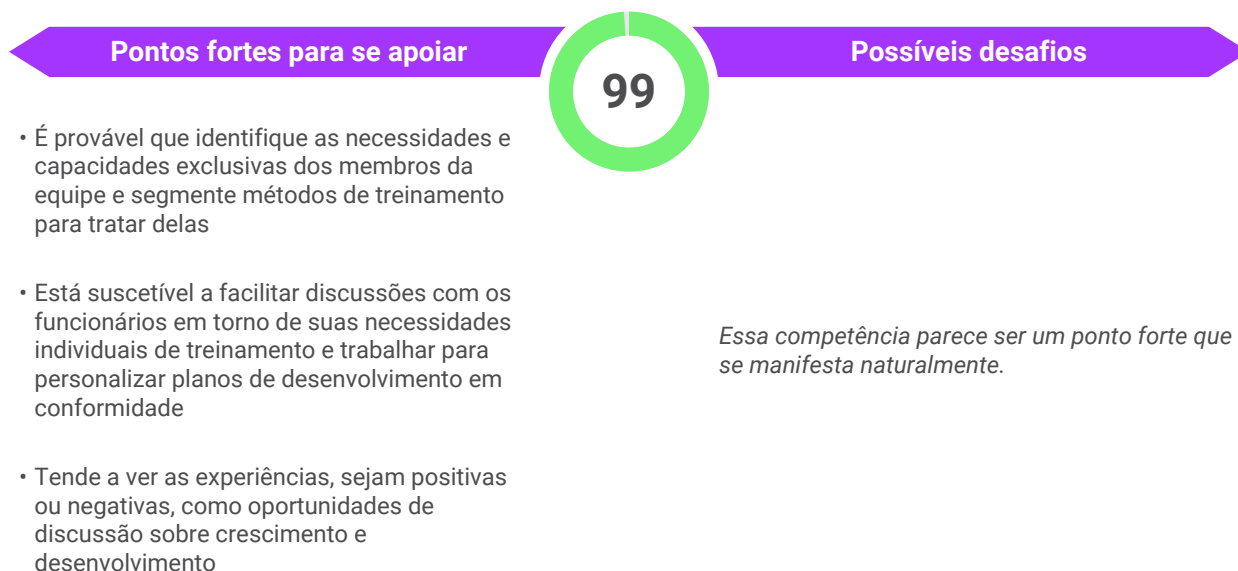 Pontos fortes para se apoiar
99
Possíveis desafios
• É provável que identifique as necessidades e
capacidades exclusivas dos membros da
equipe e segmente métodos de treinamento
para tratar delas
• Está suscetível a facilitar discussões com os
funcionários em torno de suas necessidades
individuais de treinamento e trabalhar para
personalizar planos de desenvolvimento em
conformidade
• Tende a ver as experiências, sejam positivas
ou negativas, como oportunidades de
discussão sobre crescimento e
desenvolvimento
Essa competência parece ser um ponto forte que
se manifesta naturalmente.